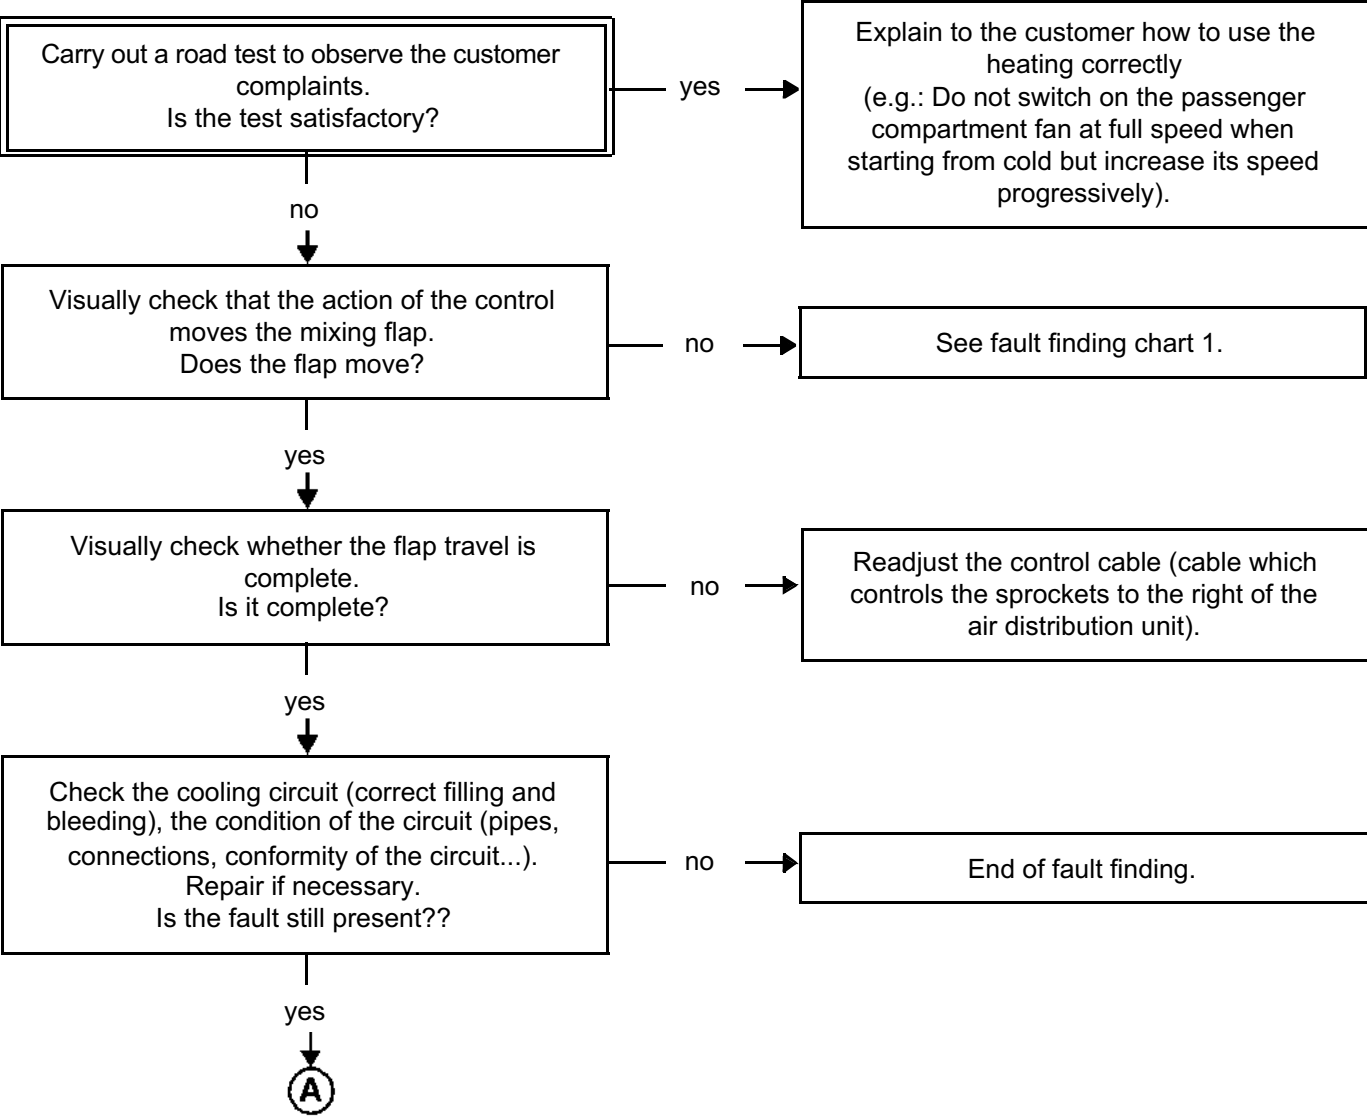 Carry out a road test to observe the customer
complaints.
Is the test satisfactory?
yes
Explain to the customer how to use the
heating correctly
(e.g.: Do not switch on the passenger
compartment fan at full speed when
starting from cold but increase its speed
progressively).
no
Visually check that the action of the control
moves the mixing flap.
Does the flap move?
no
See fault finding chart 1.
yes
Visually check whether the flap travel is
complete.
Is it complete?
no
Readjust the control cable (cable which
controls the sprockets to the right of the
air distribution unit).
yes
Check the cooling circuit (correct filling and
bleeding), the condition of the circuit (pipes,
connections, conformity of the circuit...).
Repair if necessary.
Is the fault still present??
no
End of fault finding.
yes
A